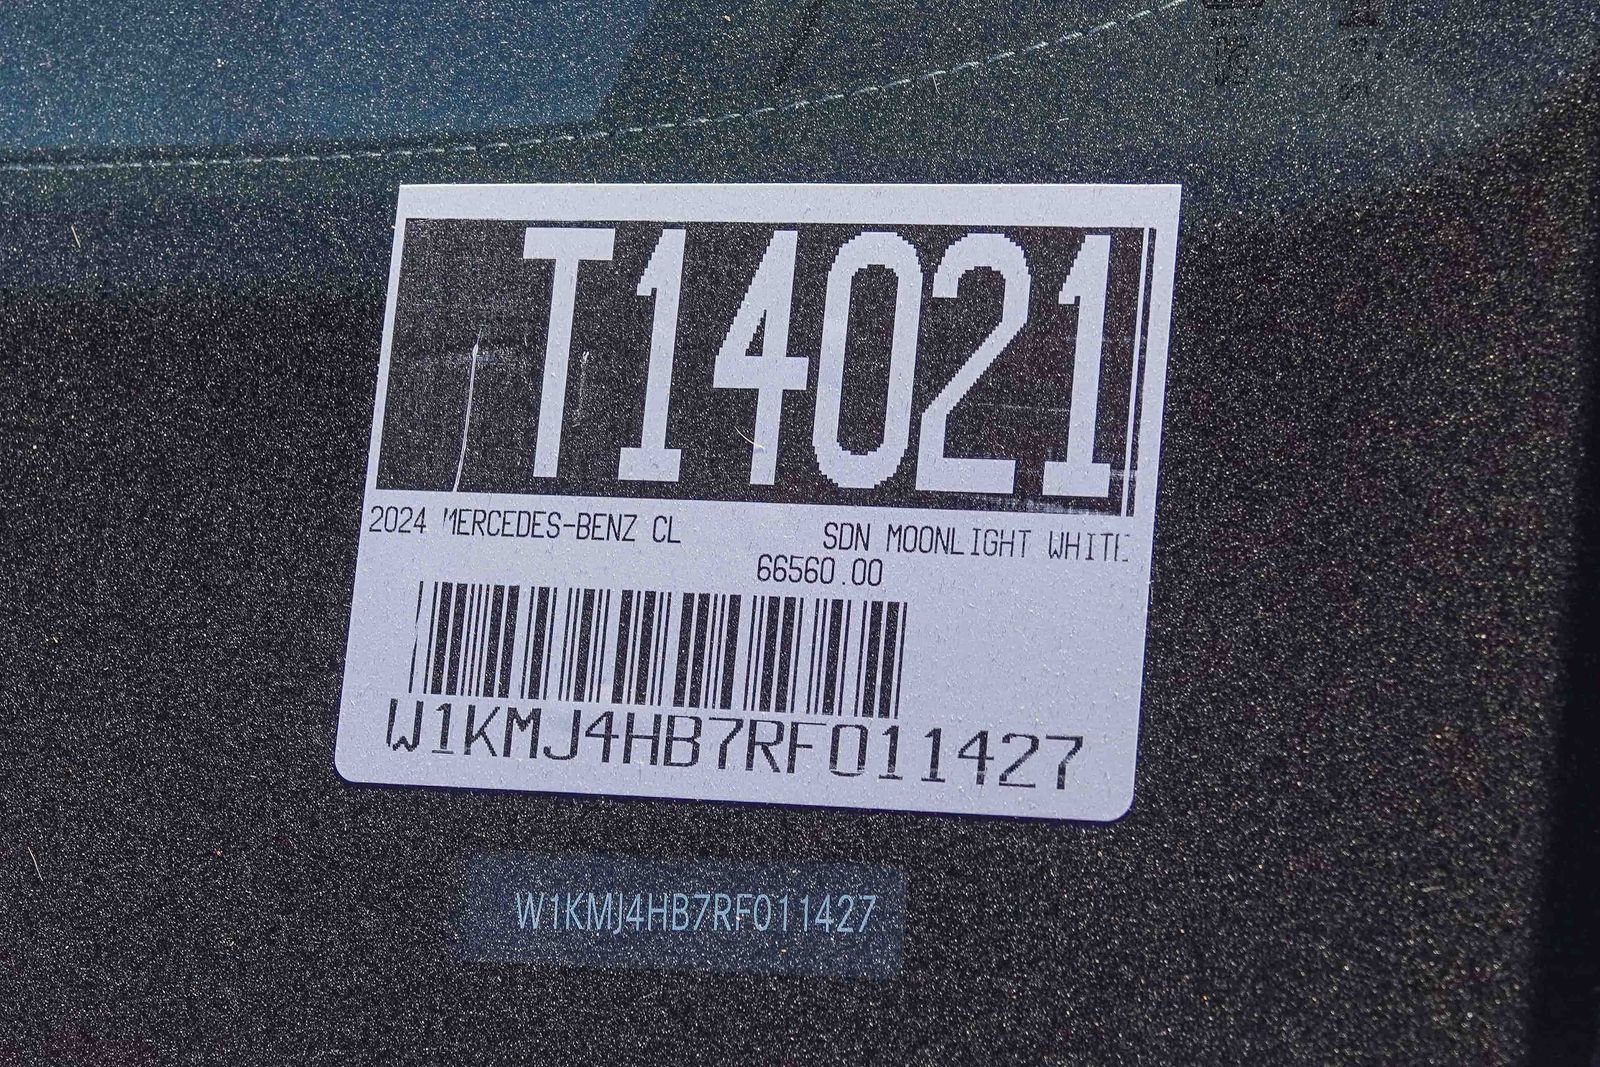 T14021
2024 MERCEDES-BENZ CL SDN MOONLIGHT WHITE
66560.00
W1KMJ4HB7RF011427
W1KMJ4HB7RF011427